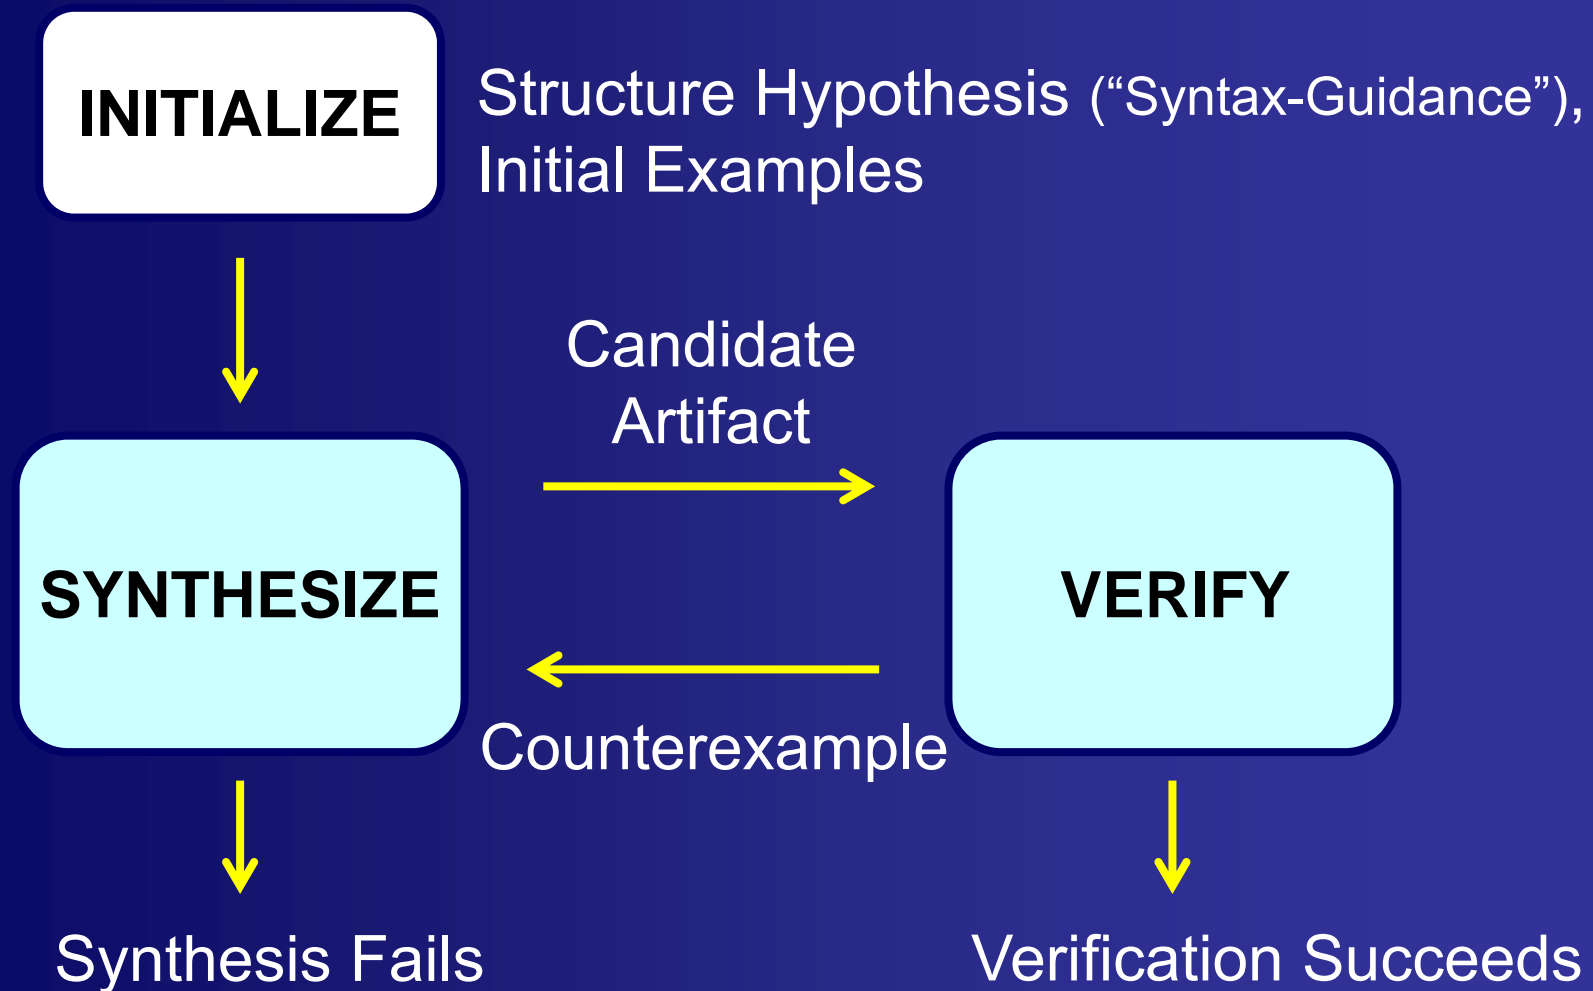 INITIALIZE
Structure Hypothesis (“Syntax-Guidance”),
Initial Examples
Candidate
Artifact
SYNTHESIZE
VERIFY
Counterexample
Synthesis Fails
Verification Succeeds